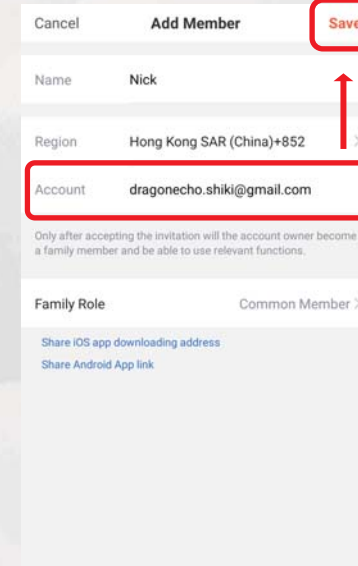 Cancel Add Member Save
Name Nick
Region Hong Kong SAR (China)+852
Account dragonecho.shiki@gmail.com
Only after accepting the invitation will the account owner become
a family member and be able to use relevant functions.
Family Role Common Member
Share iOS app downloading address
Share Android App link